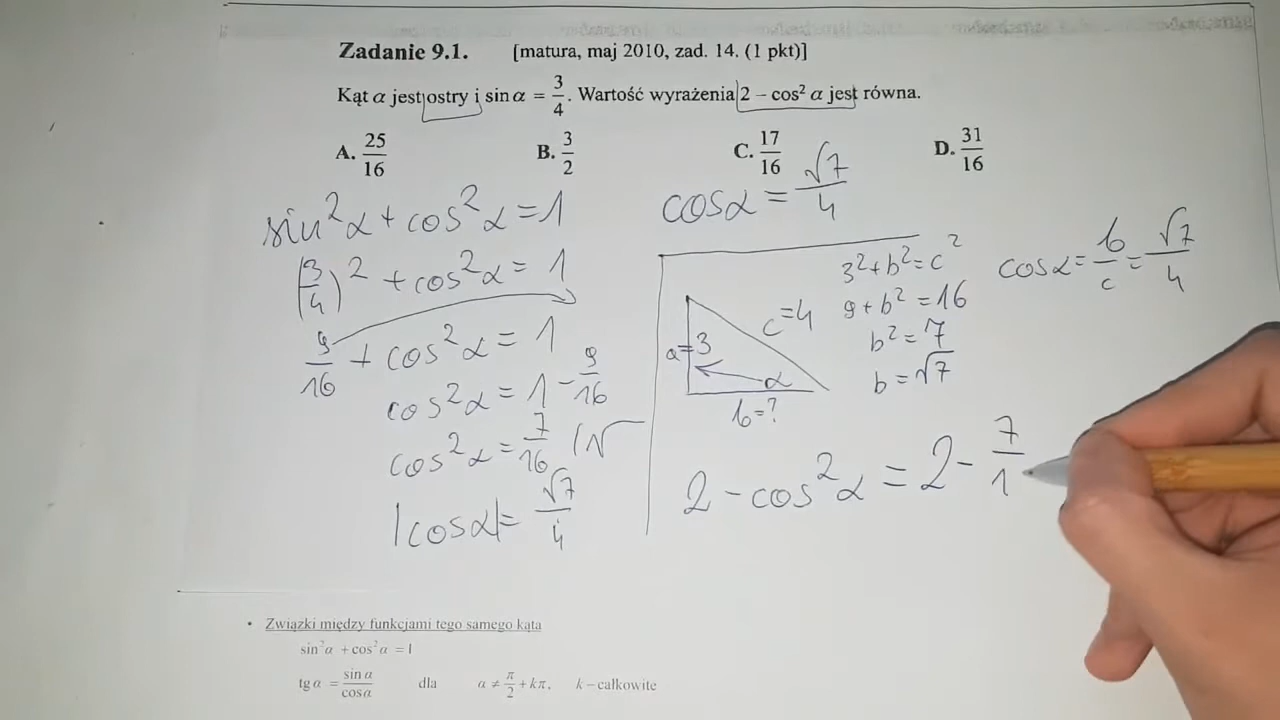 Zadanie 9.1. [matura, maj 2010, zad. 14. (1 pkt)]
Kąt α jest ostry i sin α = 3/4. Wartość wyrażenia 2 − cos² α jest równa.
A. 25/16 B. 3/2 C. 17/16 D. 31/16
sin²α + cos²α = 1
(3/4)² + cos²α = 1
9/16 + cos²α = 1
cos²α = 1 − 9/16
cos²α = 7/16 /√
|cosα| = √7/4
cosα = √7/4
a=3
c=4
α
b=?
3² + b² = c²
9 + b² = 16
b² = 7
b = √7
cosα = b/c = √7/4
2 − cos²α = 2 − 7/1
• Związki między funkcjami tego samego kąta
sin²α + cos²α = 1
tg α = sin α/cos α dla α ≠ π/2 + kπ, k – całkowite